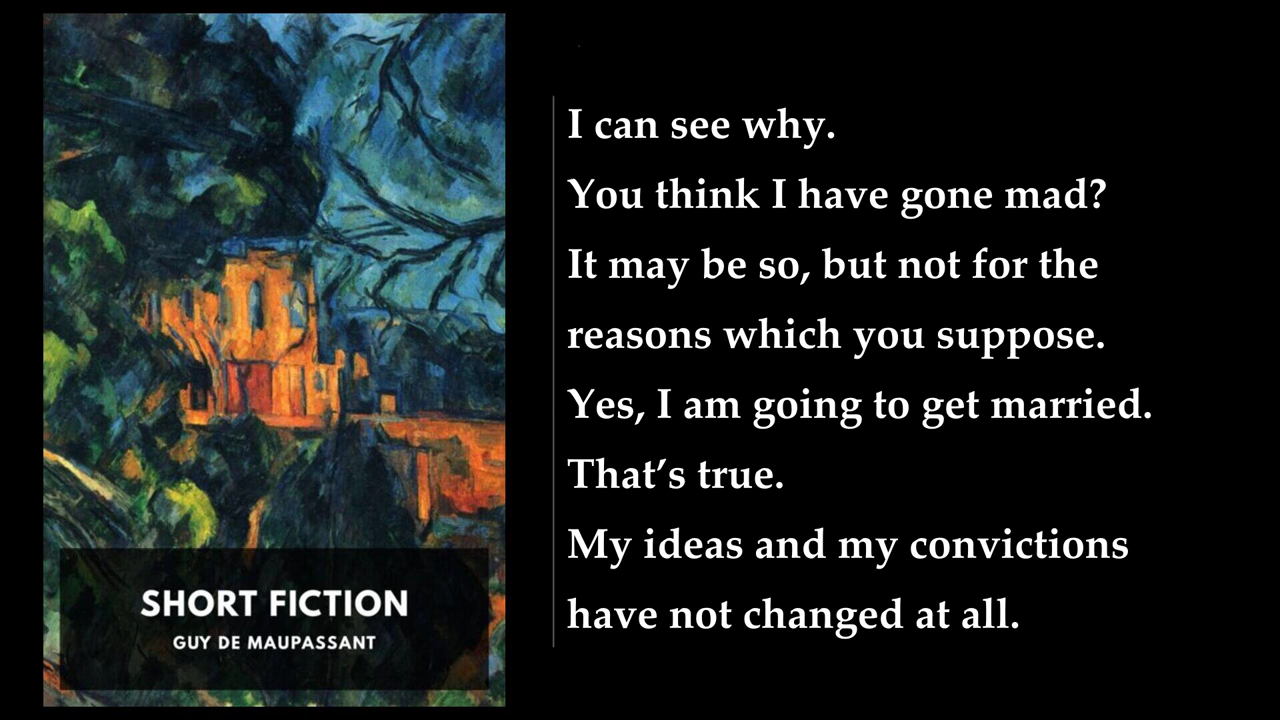 SHORT FICTION
GUY DE MAUPASSANT
I can see why.
You think I have gone mad?
It may be so, but not for the
reasons which you suppose.
Yes, I am going to get married.
That’s true.
My ideas and my convictions
have not changed at all.